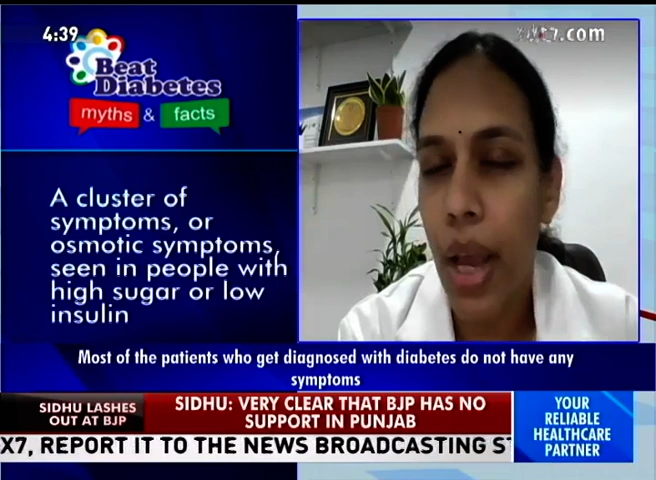 4:39
Beat
Diabetes
myths & facts
.com
A cluster of
symptoms, or
osmotic symptoms,
seen in people with
high sugar or low
insulin
Most of the patients who get diagnosed with diabetes do not have any
symptoms
SIDHU LASHES
OUT AT BJP
SIDHU: VERY CLEAR THAT BJP HAS NO
SUPPORT IN PUNJAB
YOUR
RELIABLE
HEALTHCARE
PARTNER
X7, REPORT IT TO THE NEWS BROADCASTING